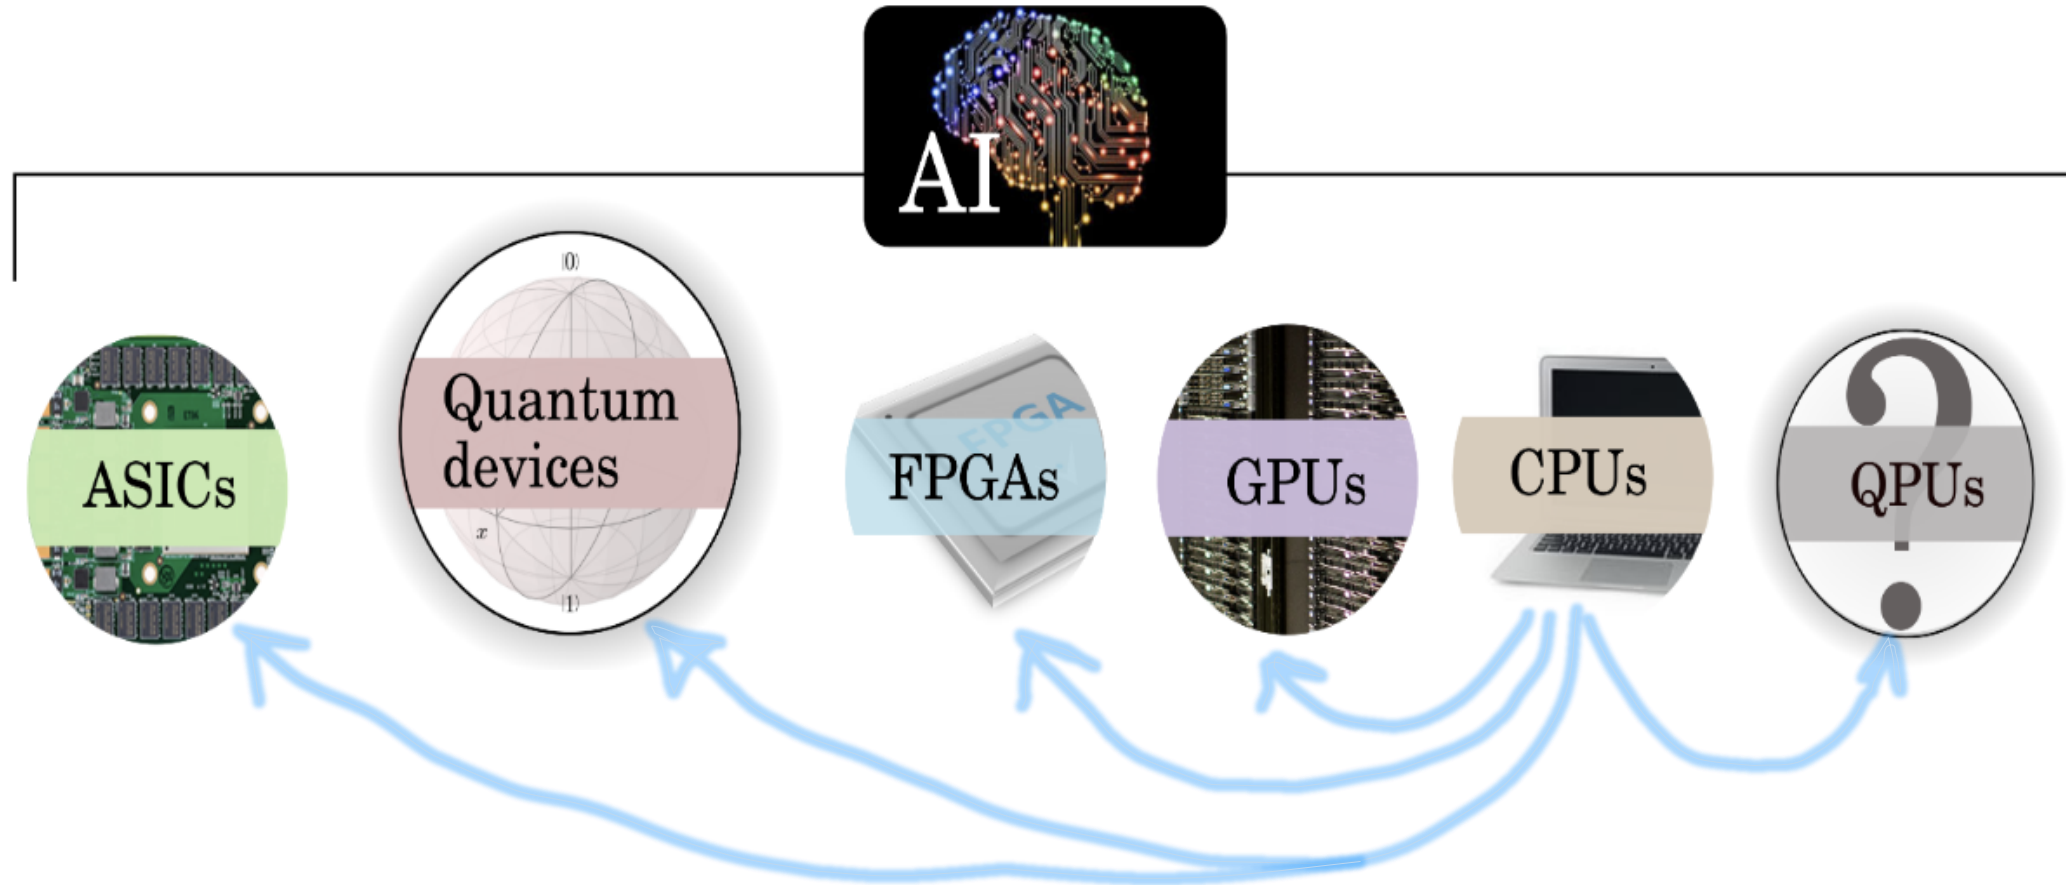 AI
|0⟩
Quantum
devices
x
|1⟩
ASICs
FPGA
FPGAs
GPUs
CPUs
?
QPUs